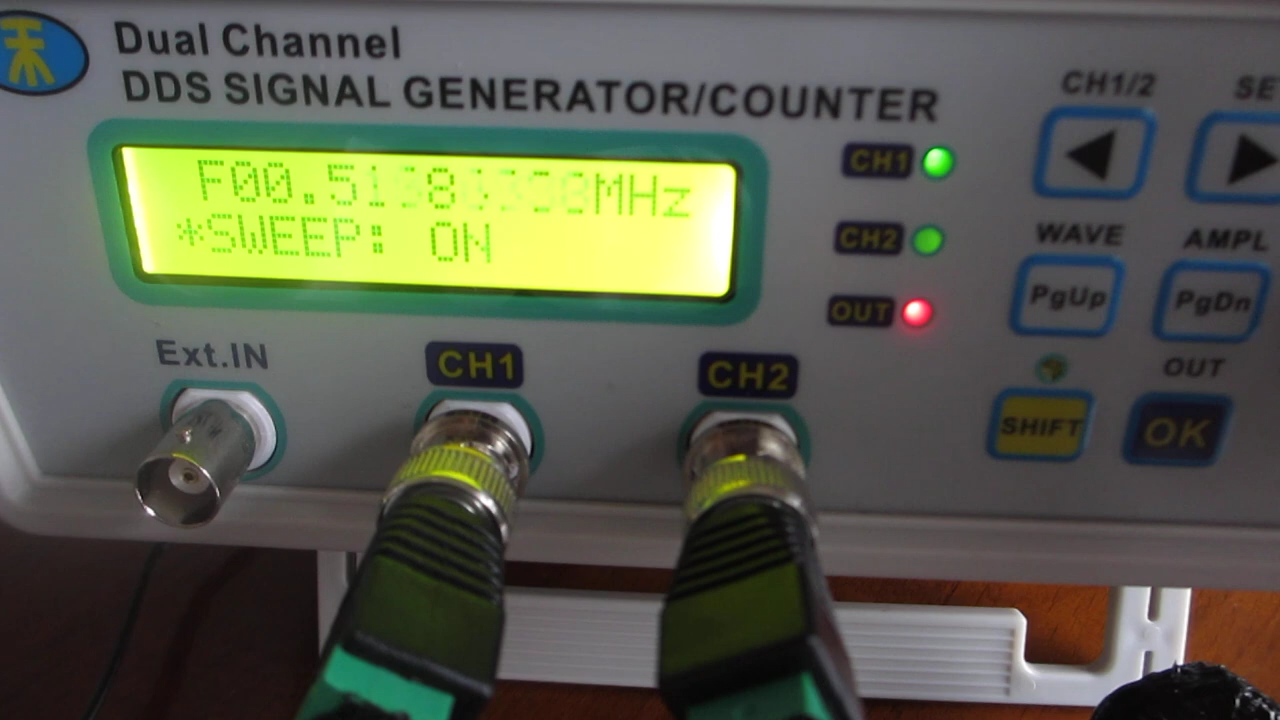 Dual Channel
DDS SIGNAL GENERATOR/COUNTER
CH1/2
SE
*SWEEP: ON
CH1
CH2
OUT
WAVE
AMPL
PgUp
PgDn
Ext.IN
CH1
CH2
OUT
SHIFT
OK